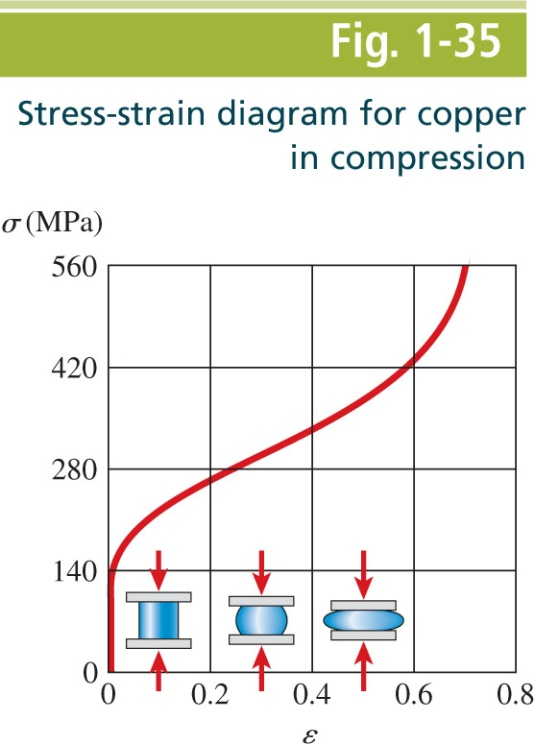 Fig. 1-35
Stress-strain diagram for copper
in compression
σ (MPa)
560
420
280
140
0
0 0.2 0.4 0.6 0.8
ε